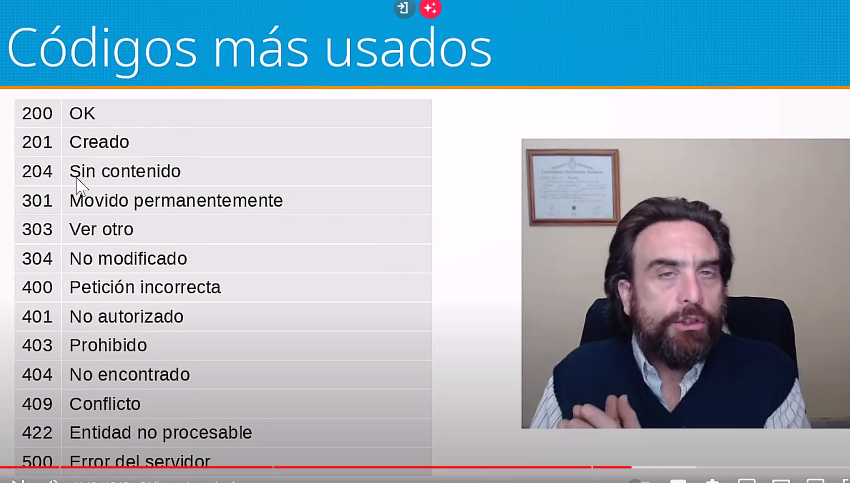 Códigos más usados
200 OK
201 Creado
204 Sin contenido
301 Movido permanentemente
303 Ver otro
304 No modificado
400 Petición incorrecta
401 No autorizado
403 Prohibido
404 No encontrado
409 Conflicto
422 Entidad no procesable
500 Error del servidor